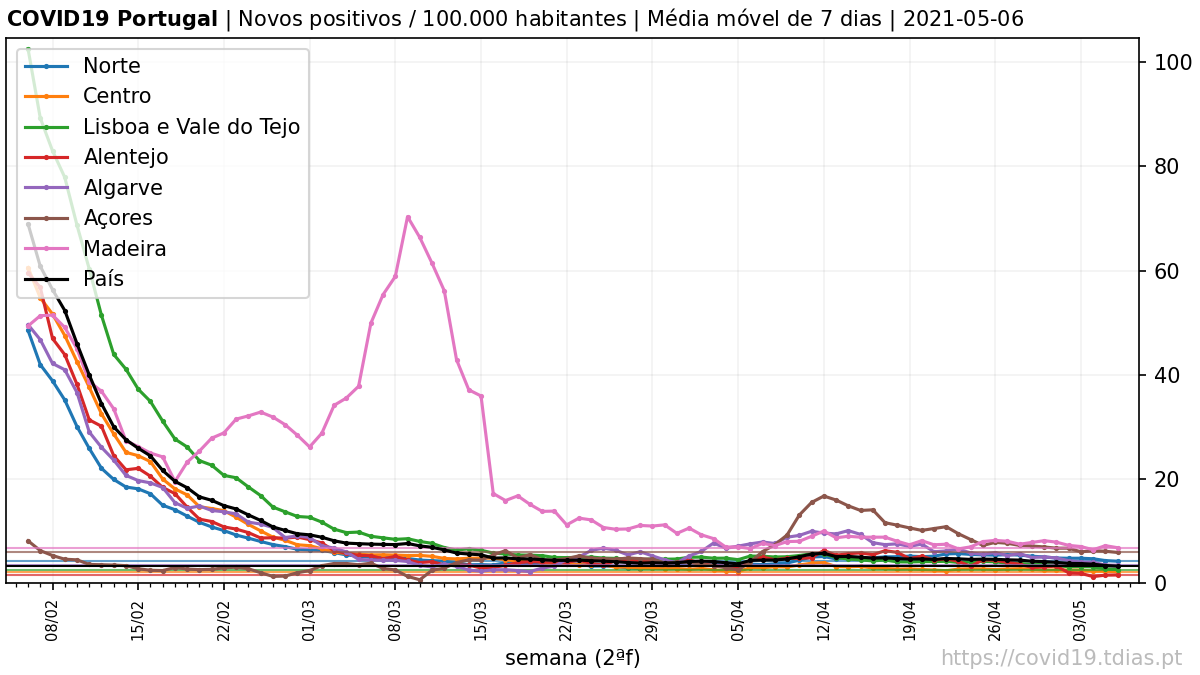 COVID19 Portugal | Novos positivos / 100.000 habitantes | Média móvel de 7 dias | 2021-05-06
Norte
Centro
Lisboa e Vale do Tejo
Alentejo
Algarve
Açores
Madeira
País
100
80
60
40
20
0
08/02
15/02
22/02
01/03
08/03
15/03
22/03
29/03
05/04
12/04
19/04
26/04
03/05
semana (2ªf)
https://covid19.tdias.pt